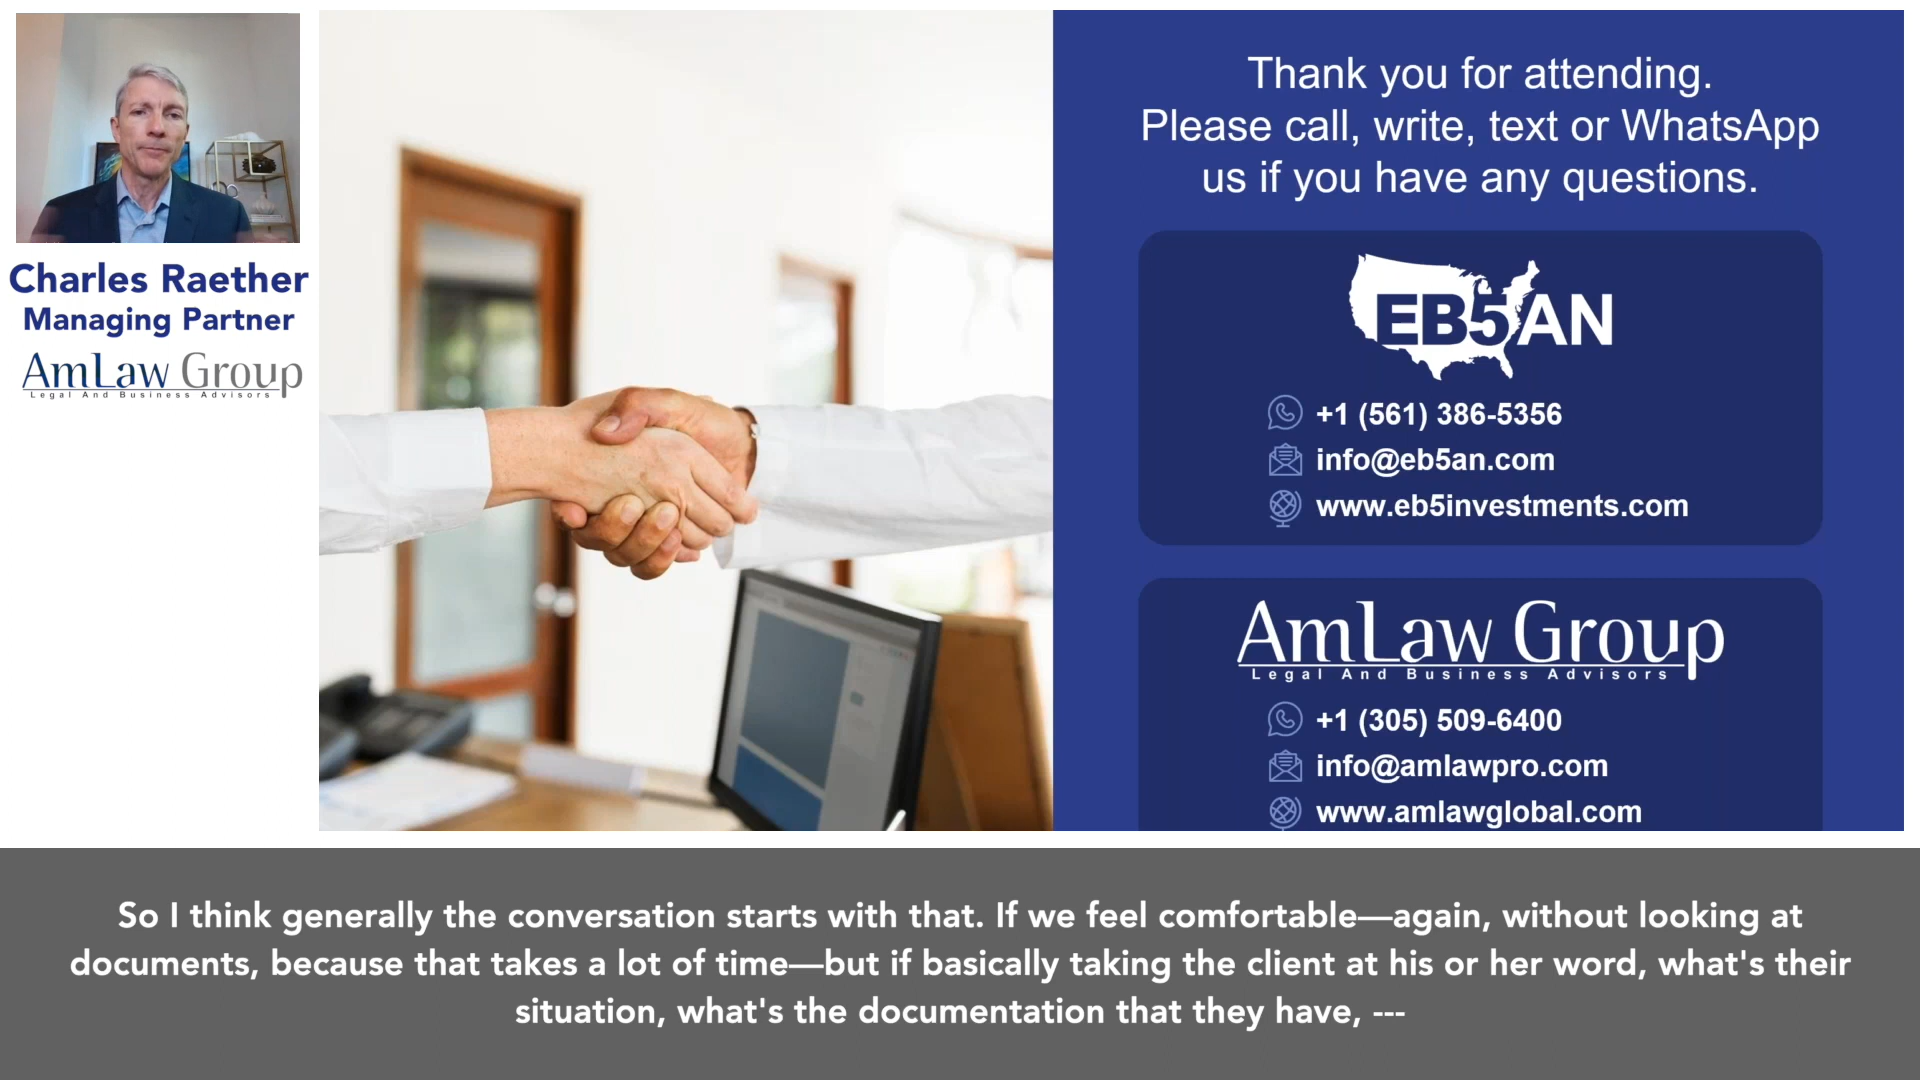 Charles Raether
Managing Partner
AmLaw Group
Legal And Business Advisors
Thank you for attending.
Please call, write, text or WhatsApp
us if you have any questions.
EB5AN
+1 (561) 386-5356
info@eb5an.com
www.eb5investments.com
AmLaw Group
Legal And Business Advisors
+1 (305) 509-6400
info@amlawpro.com
www.amlawglobal.com
So I think generally the conversation starts with that. If we feel comfortable—again, without looking at
documents, because that takes a lot of time—but if basically taking the client at his or her word, what's their
situation, what's the documentation that they have, ---